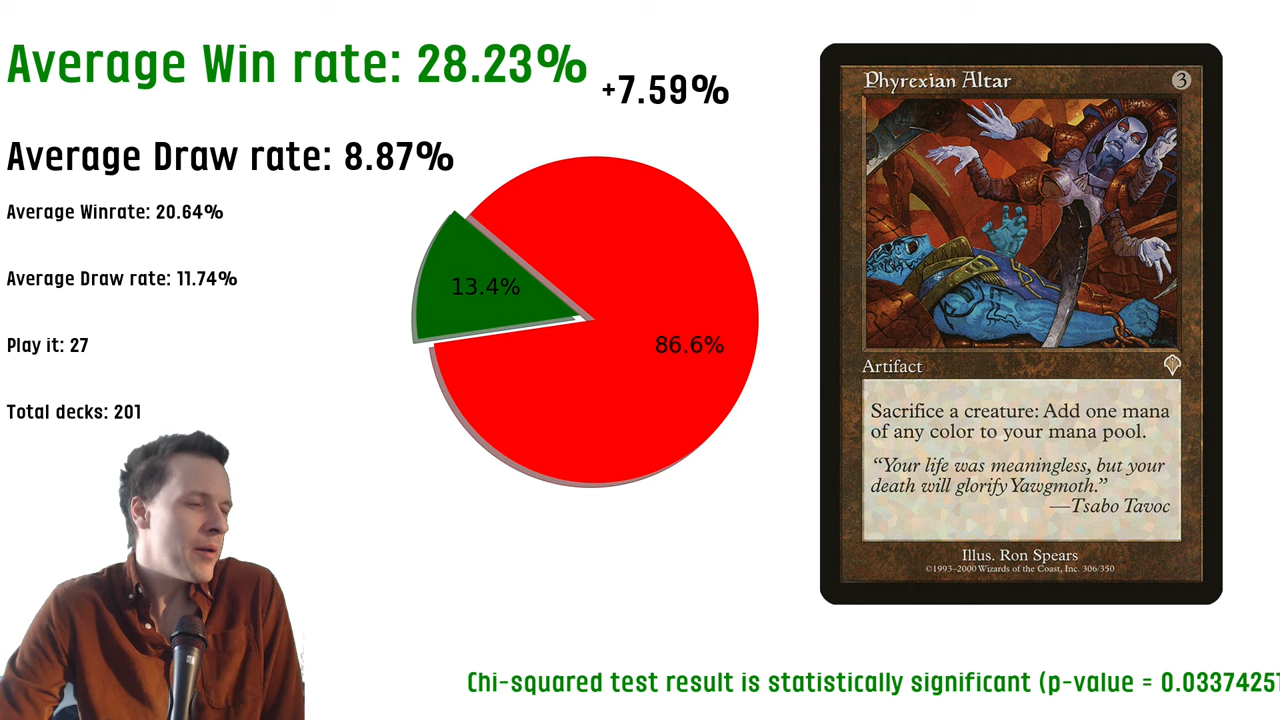 Average Win rate: 28.23%
+7.59%
Average Draw rate: 8.87%
Average Winrate: 20.64%
Average Draw rate: 11.74%
Play it: 27
Total decks: 201
13.4%
86.6%
Phyrexian Altar 3
Artifact
Sacrifice a creature: Add one mana
of any color to your mana pool.
“Your life was meaningless, but your
death will glorify Yawgmoth.”
—Tsabo Tavoc
Illus. Ron Spears
©1993–2000 Wizards of the Coast, Inc. 306/350
Chi-squared test result is statistically significant (p-value = 0.03374251